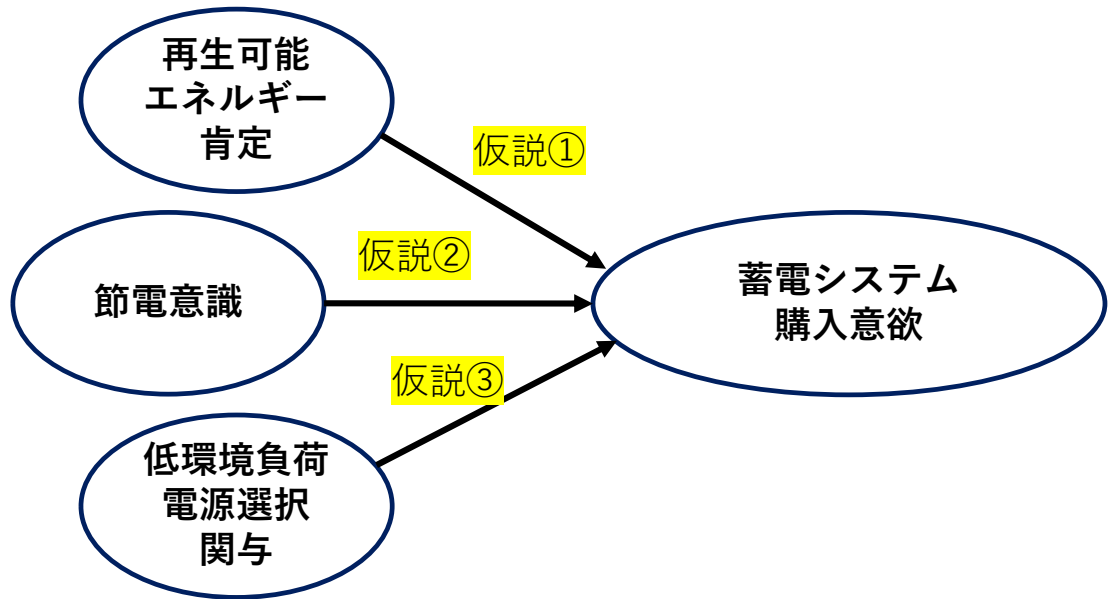 再生可能
エネルギー
肯定
仮説①
仮説②
節電意識
蓄電システム
購入意欲
仮説③
低環境負荷
電源選択
関与